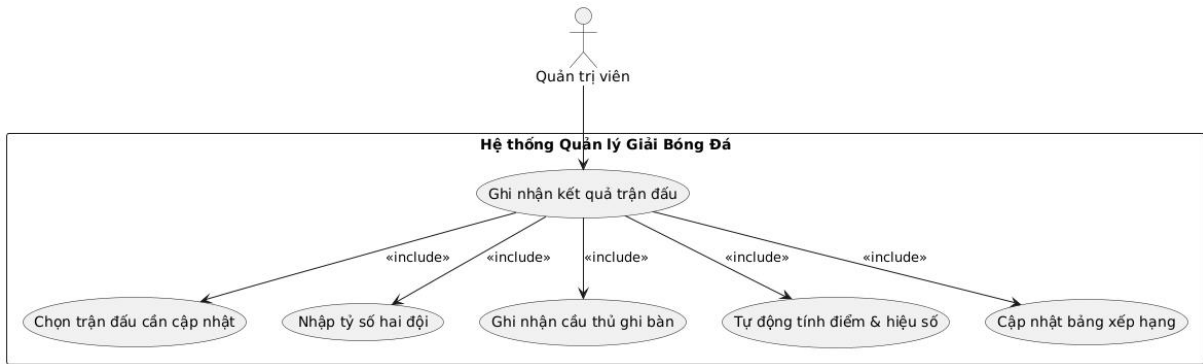 Quản trị viên
Hệ thống Quản lý Giải Bóng Đá
Ghi nhận kết quả trận đấu
«include»
«include»
«include»
«include»
«include»
Chọn trận đấu cần cập nhật
Nhập tỷ số hai đội
Ghi nhận cầu thủ ghi bàn
Tự động tính điểm & hiệu số
Cập nhật bảng xếp hạng